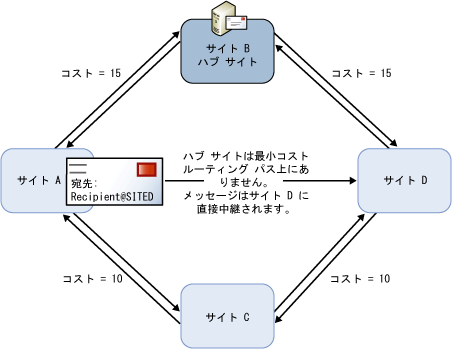 サイト B
ハブ サイト
コスト = 15
コスト = 15
サイト A
宛先:
Recipient@SITED
ハブ サイトは最小コスト
ルーティング パス上にあ
りません。
メッセージはサイト D に
直接中継されます。
サイト D
コスト = 10
コスト = 10
サイト C